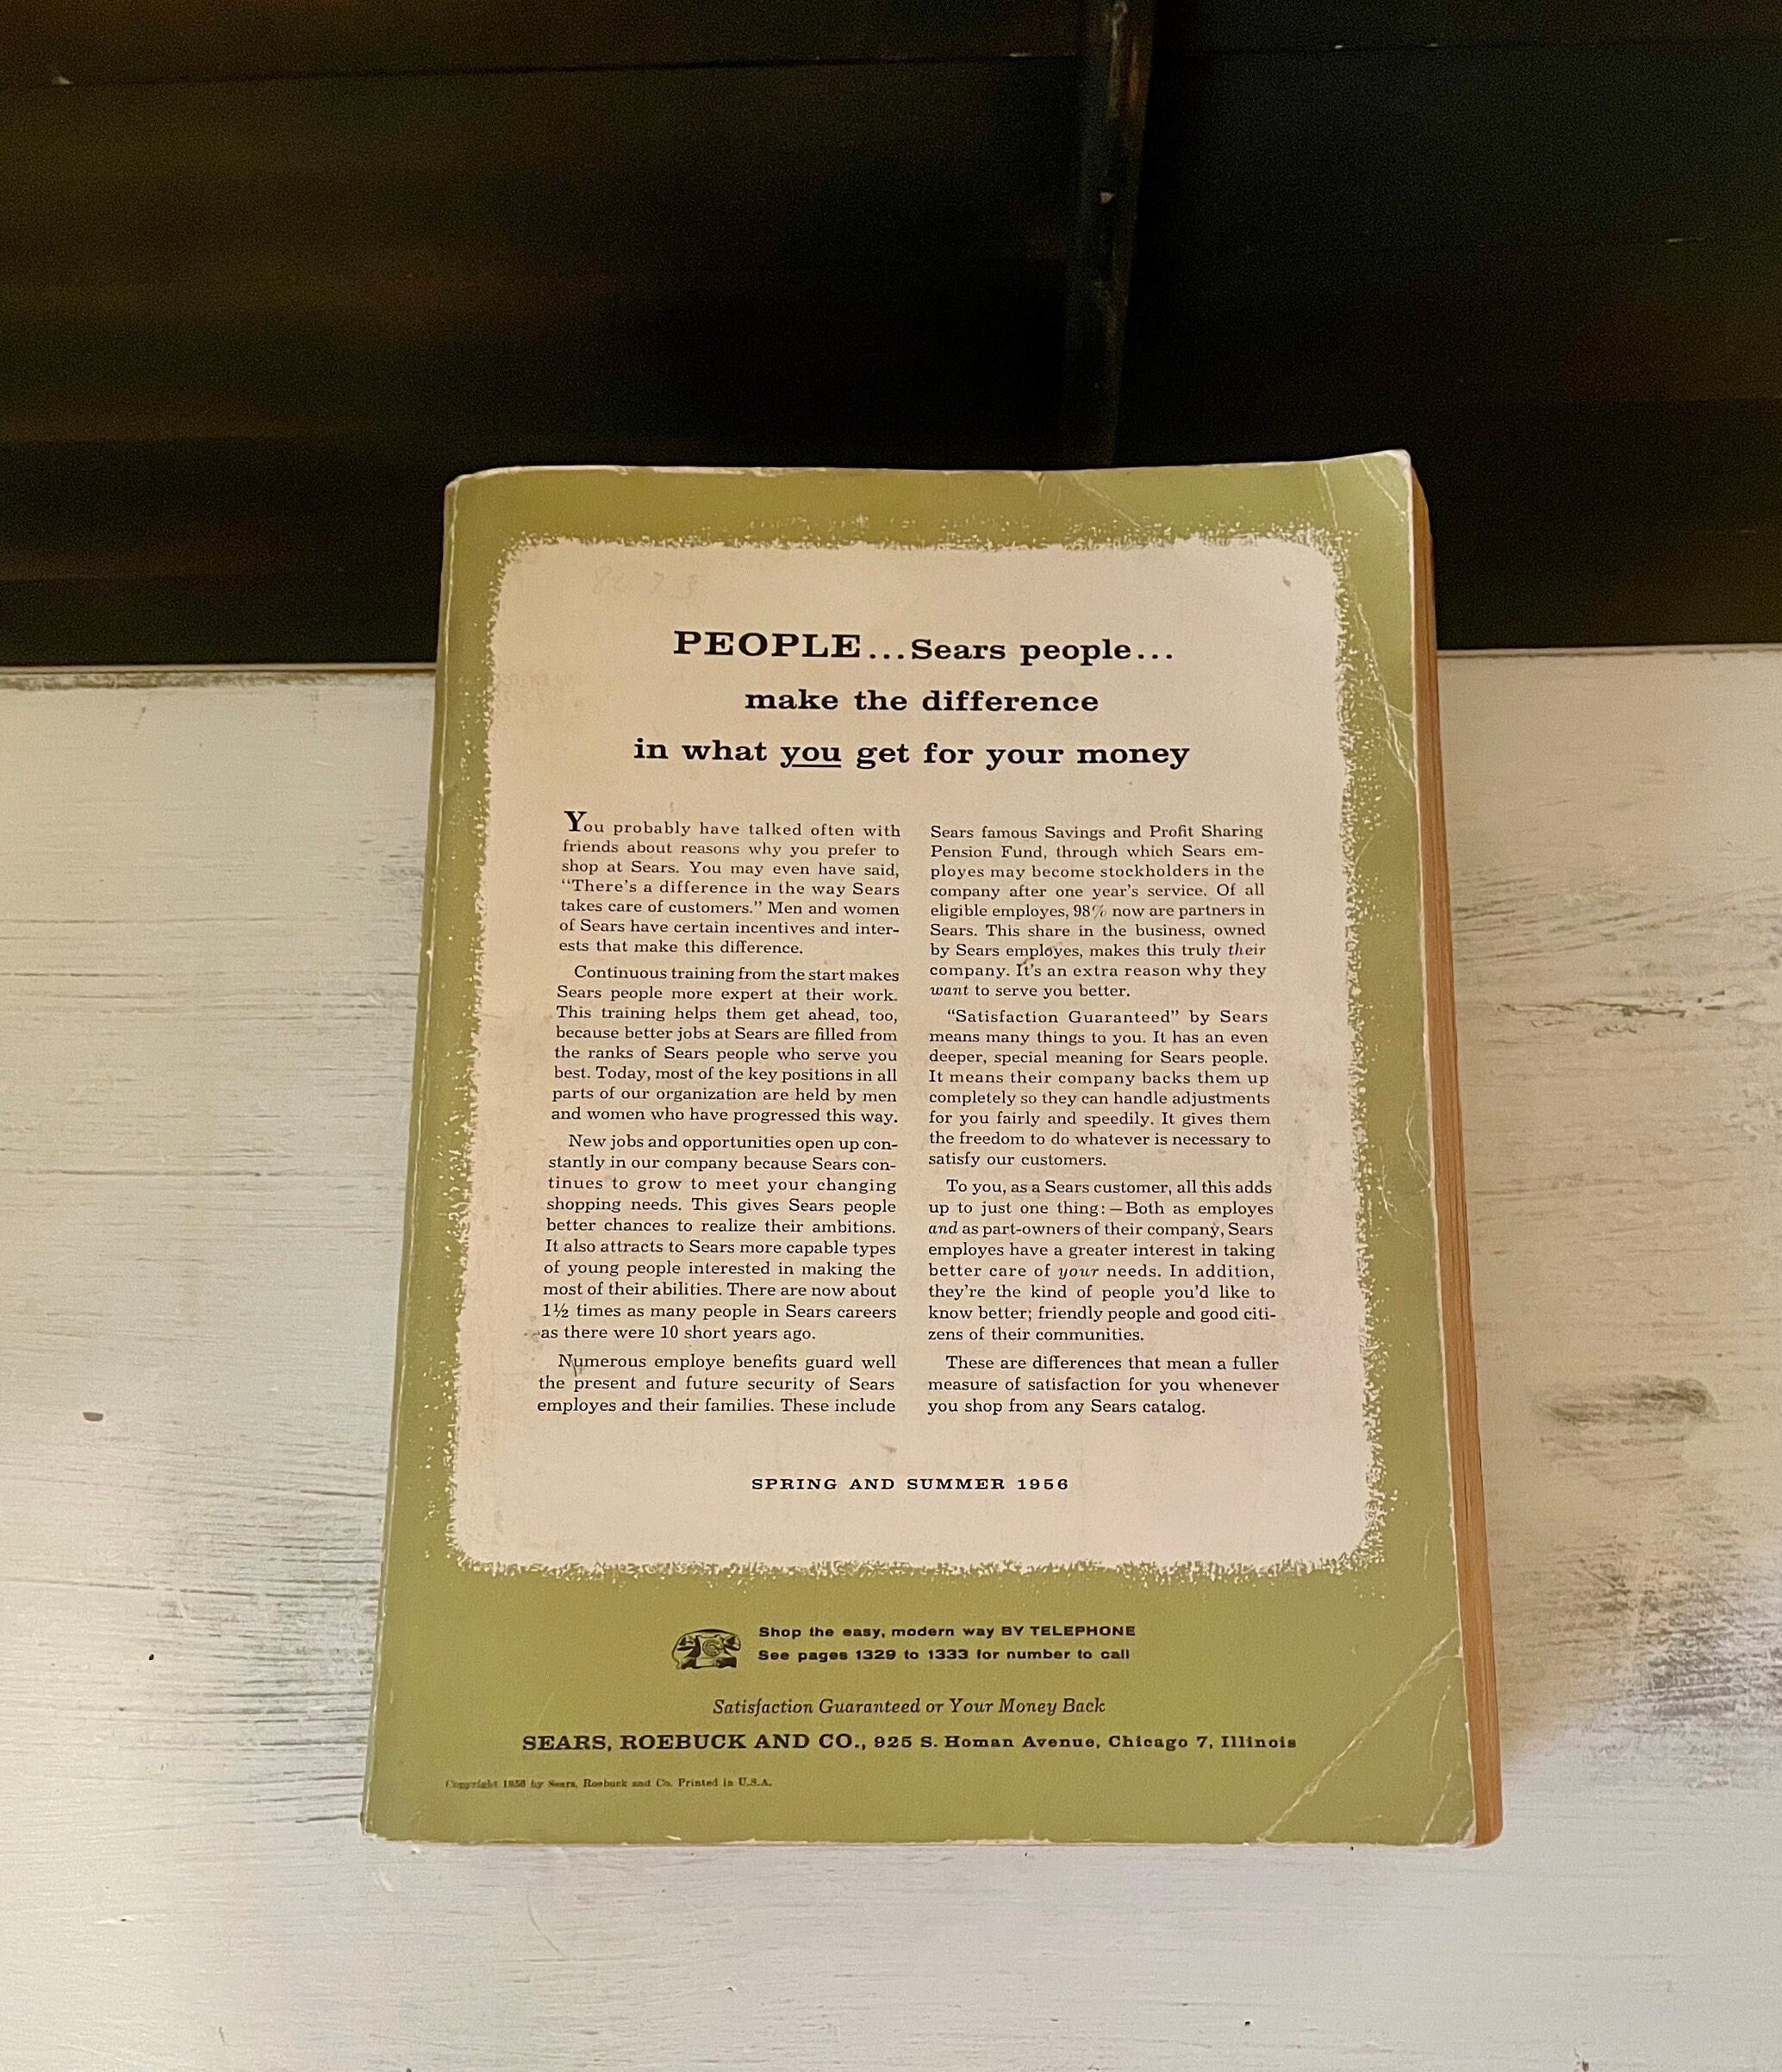 PEOPLE...Sears people...
make the difference
in what you get for your money
You probably have talked often with
friends about reasons why you prefer to
shop at Sears. You may even have said,
“There’s a difference in the way Sears
takes care of customers.” Men and women
of Sears have certain incentives and inter-
ests that make this difference.
Continuous training from the start makes
Sears people more expert at their work.
This training helps them get ahead, too,
because better jobs at Sears are filled from
the ranks of Sears people who serve you
best. Today, most of the key positions in all
parts of our organization are held by men
and women who have progressed this way.
New jobs and opportunities open up con-
stantly in our company because Sears con-
tinues to grow to meet your changing
shopping needs. This gives Sears people
better chances to realize their ambitions.
It also attracts to Sears more capable types
of young people interested in making the
most of their abilities. There are now about
1½ times as many people in Sears careers
as there were 10 short years ago.
Numerous employe benefits guard well
the present and future security of Sears
employes and their families. These include
Sears famous Savings and Profit Sharing
Pension Fund, through which Sears em-
ployes may become stockholders in the
company after one year’s service. Of all
eligible employes, 98% now are partners in
Sears. This share in the business, owned
by Sears employes, makes this truly their
company. It’s an extra reason why they
want to serve you better.
“Satisfaction Guaranteed” by Sears
means many things to you. It has an even
deeper, special meaning for Sears people.
It means their company backs them up
completely so they can handle adjustments
for you fairly and speedily. It gives them
the freedom to do whatever is necessary to
satisfy our customers.
To you, as a Sears customer, all this adds
up to just one thing:—Both as employes
and as part-owners of their company, Sears
employes have a greater interest in taking
better care of your needs. In addition,
they’re the kind of people you’d like to
know better; friendly people and good citi-
zens of their communities.
These are differences that mean a fuller
measure of satisfaction for you whenever
you shop from any Sears catalog.
SPRING AND SUMMER 1956
Shop the easy, modern way BY TELEPHONE
See pages 1329 to 1333 for number to call
Satisfaction Guaranteed or Your Money Back
SEARS, ROEBUCK AND CO., 925 S. Homan Avenue, Chicago 7, Illinois
Copyright 1956 by Sears, Roebuck and Co. Printed in U.S.A.